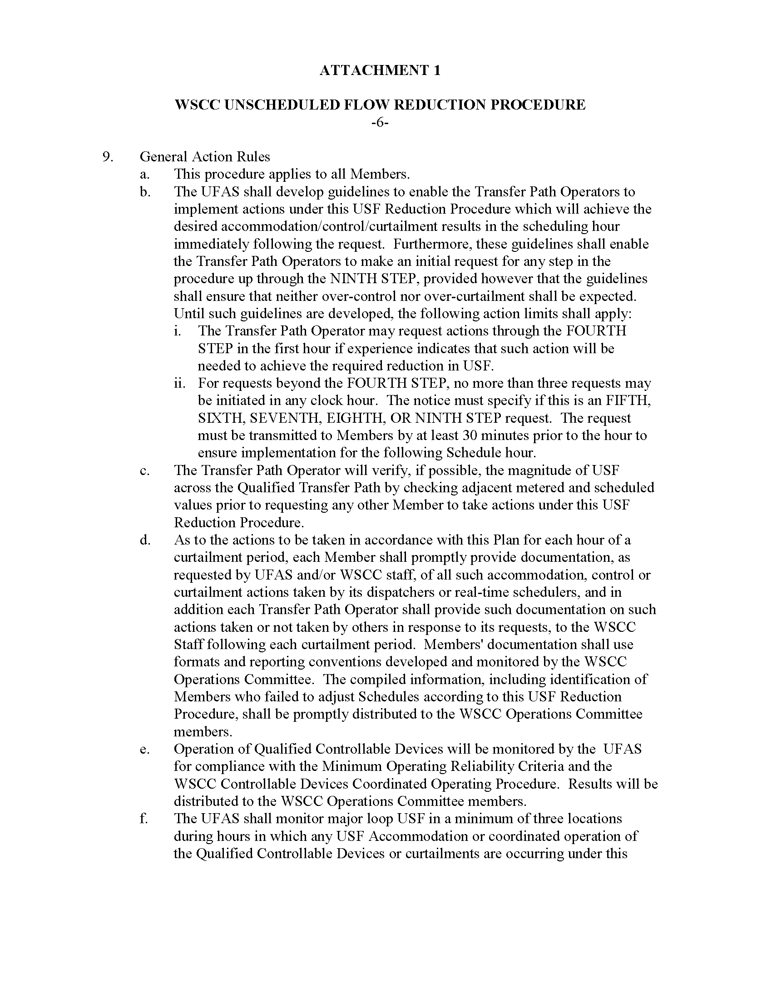 ATTACHMENT 1
WSCC UNSCHEDULED FLOW REDUCTION PROCEDURE
-6-
9. General Action Rules
a. This procedure applies to all Members.
b. The UFAS shall develop guidelines to enable the Transfer Path Operators to
implement actions under this USF Reduction Procedure which will achieve the
desired accommodation/control/curtailment results in the scheduling hour
immediately following the request.  Furthermore, these guidelines shall enable
the Transfer Path Operators to make an initial request for any step in the
procedure up through the NINTH STEP, provided however that the guidelines
shall ensure that neither over-control nor over-curtailment shall be expected.
Until such guidelines are developed, the following action limits shall apply:
i. The Transfer Path Operator may request actions through the FOURTH
STEP in the first hour if experience indicates that such action will be
needed to achieve the required reduction in USF.
ii. For requests beyond the FOURTH STEP, no more than three requests may
be initiated in any clock hour.  The notice must specify if this is an FIFTH,
SIXTH, SEVENTH, EIGHTH, OR NINTH STEP request.  The request
must be transmitted to Members by at least 30 minutes prior to the hour to
ensure implementation for the following Schedule hour.
c. The Transfer Path Operator will verify, if possible, the magnitude of USF
across the Qualified Transfer Path by checking adjacent metered and scheduled
values prior to requesting any other Member to take actions under this USF
Reduction Procedure.
d. As to the actions to be taken in accordance with this Plan for each hour of a
curtailment period, each Member shall promptly provide documentation, as
requested by UFAS and/or WSCC staff, of all such accommodation, control or
curtailment actions taken by its dispatchers or real-time schedulers, and in
addition each Transfer Path Operator shall provide such documentation on such
actions taken or not taken by others in response to its requests, to the WSCC
Staff following each curtailment period.  Members' documentation shall use
formats and reporting conventions developed and monitored by the WSCC
Operations Committee.  The compiled information, including identification of
Members who failed to adjust Schedules according to this USF Reduction
Procedure, shall be promptly distributed to the WSCC Operations Committee
members.
e. Operation of Qualified Controllable Devices will be monitored by the  UFAS
for compliance with the Minimum Operating Reliability Criteria and the
WSCC Controllable Devices Coordinated Operating Procedure.  Results will be
distributed to the WSCC Operations Committee members.
f. The UFAS shall monitor major loop USF in a minimum of three locations
during hours in which any USF Accommodation or coordinated operation of
the Qualified Controllable Devices or curtailments are occurring under this